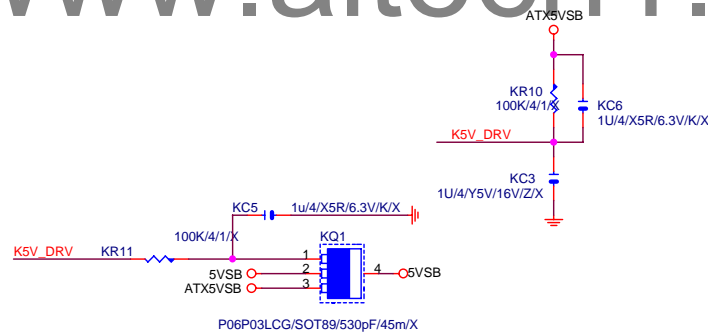 ATX5VSB
KR10
100K/4/1/X
KC6
1U/4/X5R/6.3V/K/X
K5V_DRV
KC3
1U/4/Y5V/16V/Z/X
KC5
1u/4/X5R/6.3V/K/X
100K/4/1/X
KQ1
K5V_DRV
KR11
1
5VSB
2
4
5VSB
ATX5VSB
3
P06P03LCG/SOT89/530pF/45m/X